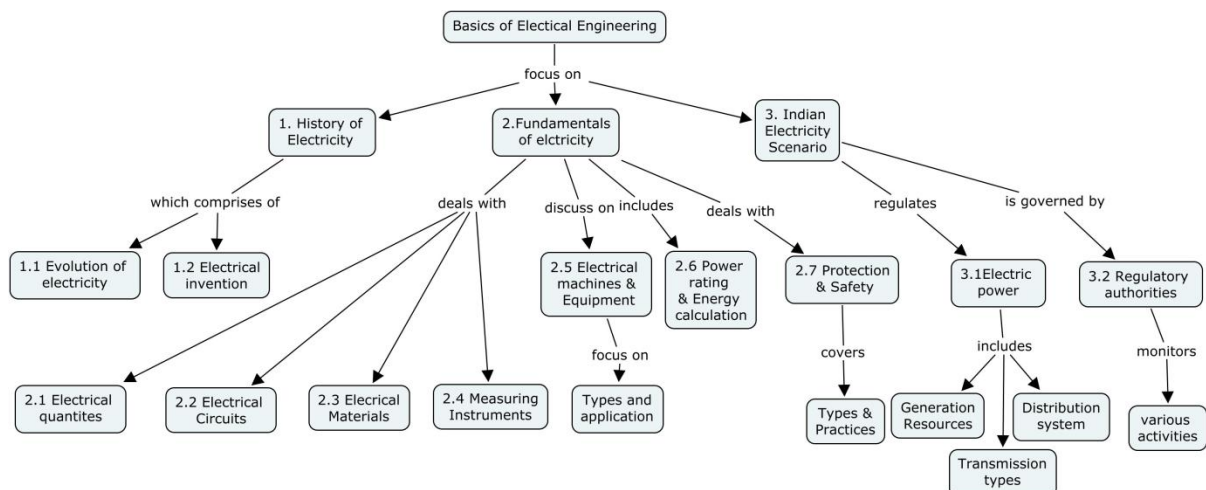 Basics of Electical Engineering
focus on
1. History of
Electricity
2.Fundamentals
of elctricity
3. Indian
Electricity
Scenario
which comprises of
deals with
discuss on
includes
deals with
regulates
is governed by
1.1 Evolution of
electricity
1.2 Electrical
invention
2.5 Electrical
machines &
Equipment
2.6 Power
rating
& Energy
calculation
2.7 Protection
& Safety
3.1Electric
power
3.2 Regulatory
authorities
focus on
covers
includes
monitors
2.1 Electrical
quantites
2.2 Electrical
Circuits
2.3 Elecrical
Materials
2.4 Measuring
Instruments
Types and
application
Types &
Practices
Generation
Resources
Distribution
system
various
activities
Transmission
types